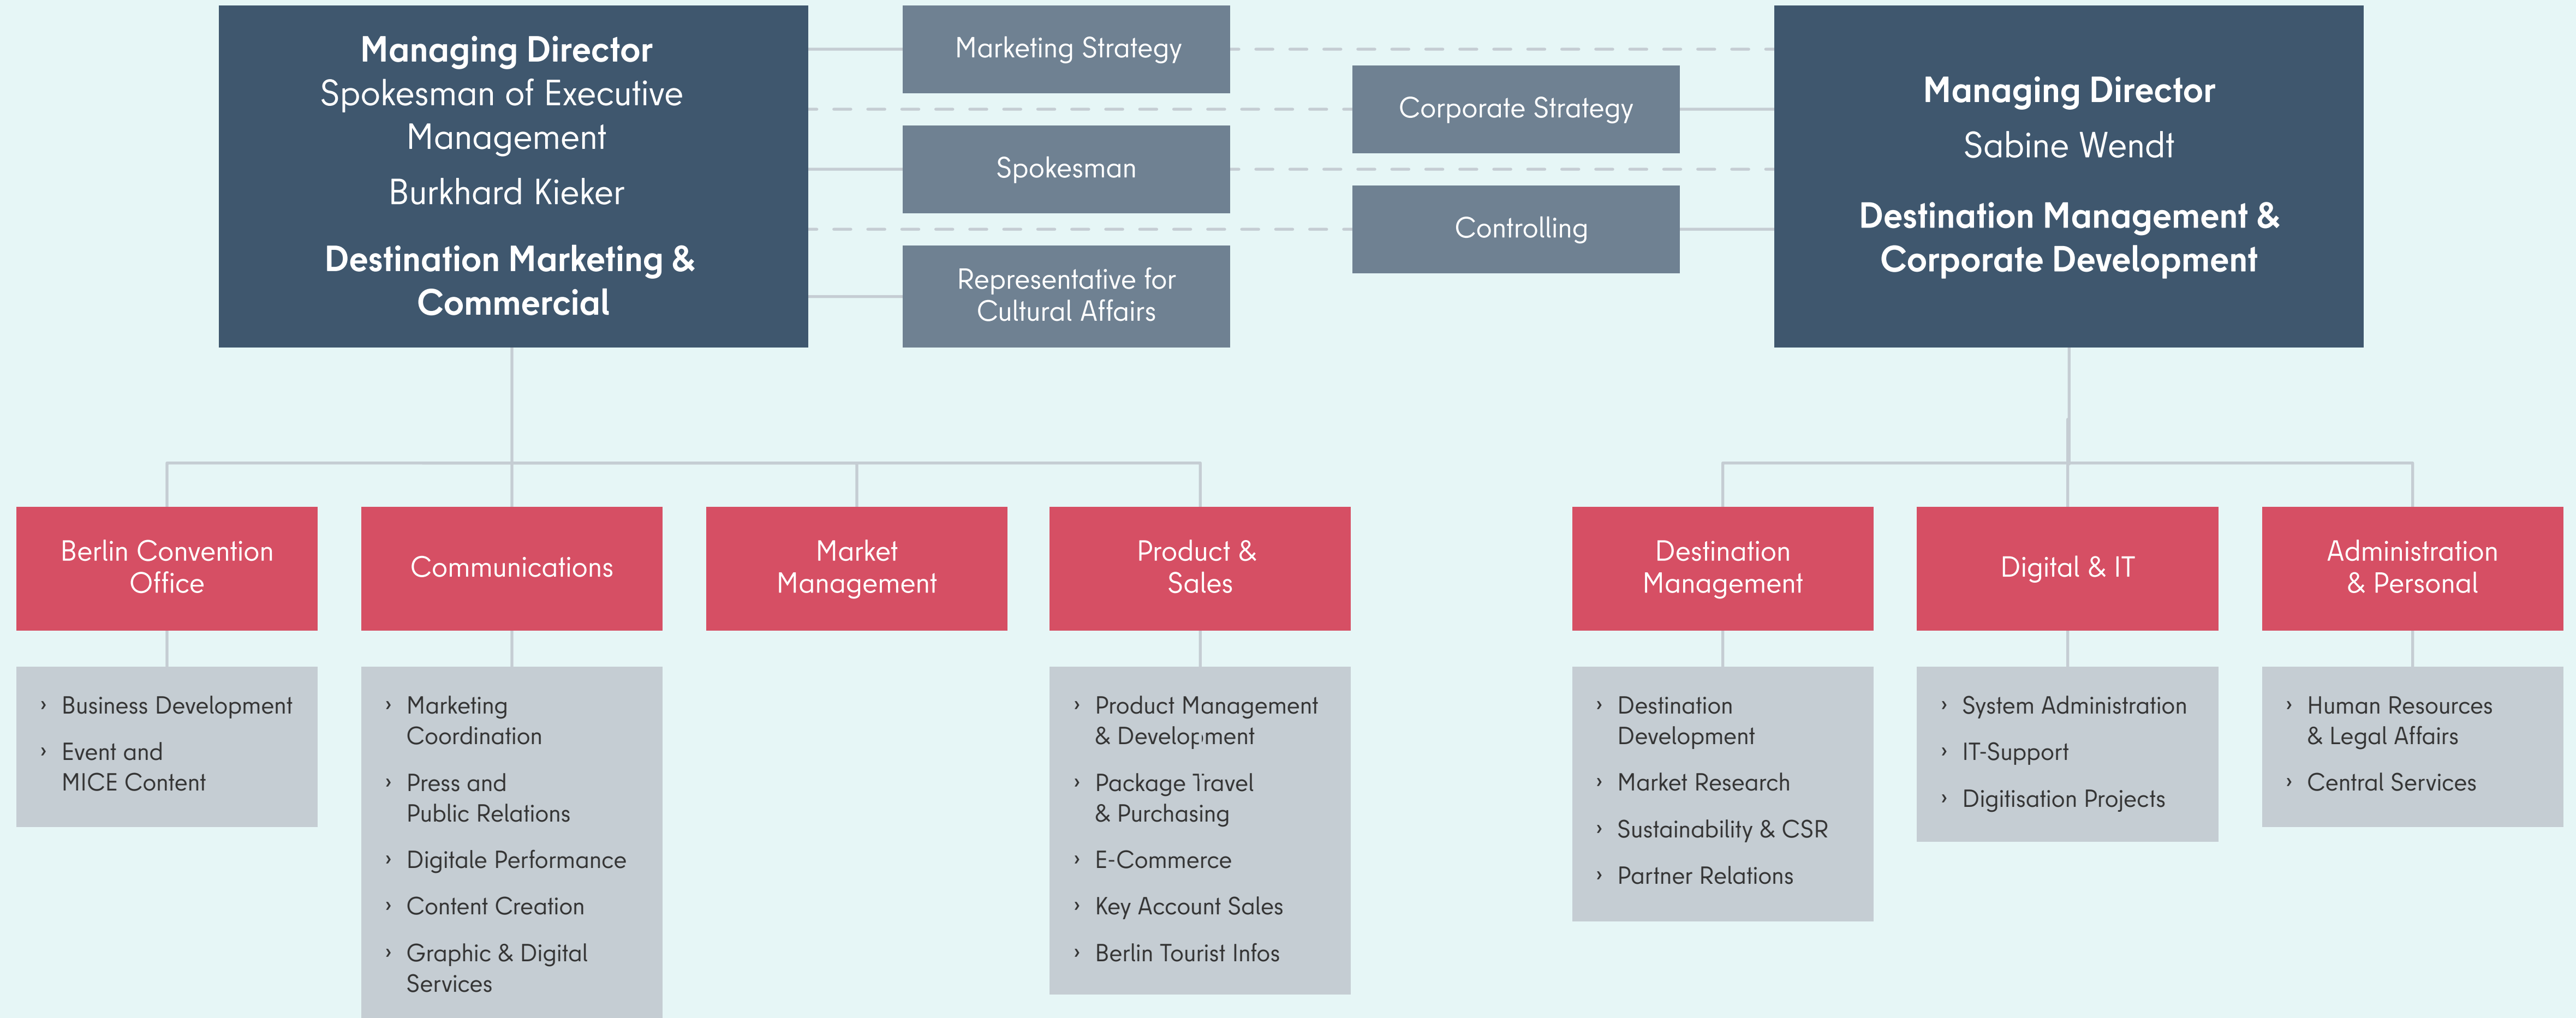 Managing Director
Spokesman of Executive
Management
Burkhard Kieker
Destination Marketing &
Commercial
Marketing Strategy
Spokesman
Representative for
Cultural Affairs
Corporate Strategy
Controlling
Managing Director
Sabine Wendt
Destination Management &
Corporate Development
Berlin Convention
Office
› Business Development
› Event and
MICE Content
Communications
› Marketing
Coordination
› Press and
Public Relations
› Digitale Performance
› Content Creation
› Graphic & Digital
Services
Market
Management
Product &
Sales
› Product Management
& Development
› Package Travel
& Purchasing
› E-Commerce
› Key Account Sales
› Berlin Tourist Infos
Destination
Management
› Destination
Development
› Market Research
› Sustainability & CSR
› Partner Relations
Digital & IT
› System Administration
› IT-Support
› Digitisation Projects
Administration
& Personal
› Human Resources
& Legal Affairs
› Central Services